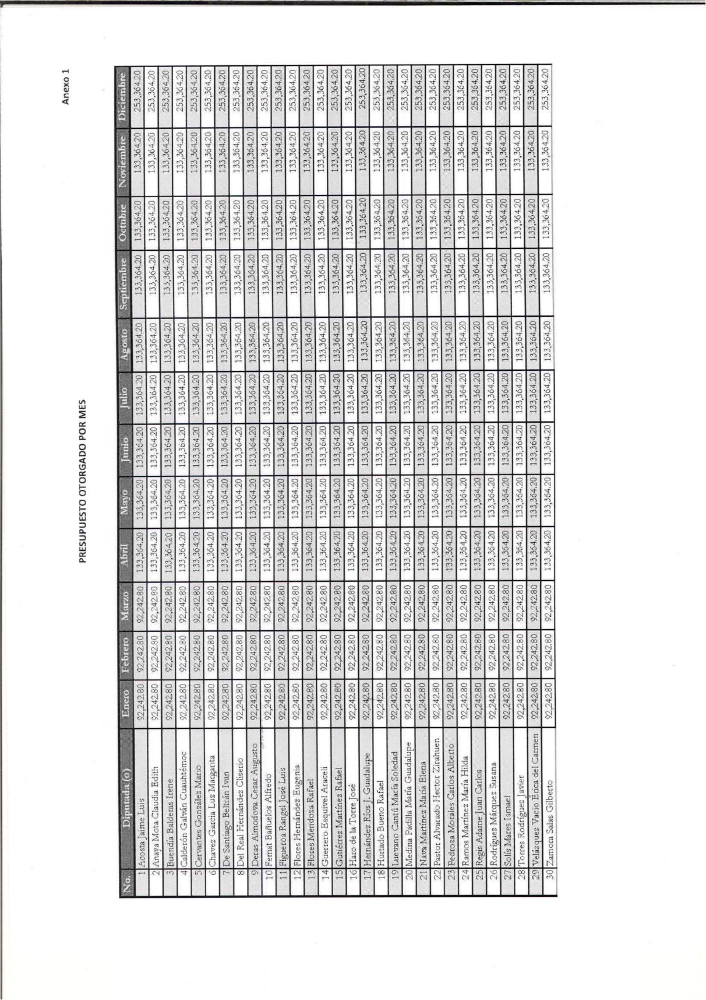 Anexo 1
PRESUPUESTO OTORGADO POR MES
No. Diputada (o) Enero Febrero Marzo Abril Mayo Junio Julio Agosto Septiembre Octubre Noviembre Diciembre
1 Acosta Jaime Luis 92,242.80 92,242.80 92,242.80 133,364.20 133,364.20 133,364.20 133,364.20 133,364.20 133,364.20 133,364.20 133,364.20 253,364.20
2 Anaya Mota Claudia Edith 92,242.80 92,242.80 92,242.80 133,364.20 133,364.20 133,364.20 133,364.20 133,364.20 133,364.20 133,364.20 133,364.20 253,364.20
3 Buendía Balderas Irene 92,242.80 92,242.80 92,242.80 133,364.20 133,364.20 133,364.20 133,364.20 133,364.20 133,364.20 133,364.20 133,364.20 253,364.20
4 Calderón Galván Cuauhtémoc 92,242.80 92,242.80 92,242.80 133,364.20 133,364.20 133,364.20 133,364.20 133,364.20 133,364.20 133,364.20 133,364.20 253,364.20
5 Cervantes González Mario 92,242.80 92,242.80 92,242.80 133,364.20 133,364.20 133,364.20 133,364.20 133,364.20 133,364.20 133,364.20 133,364.20 253,364.20
6 Chavez Garcia Luz Margarita 92,242.80 92,242.80 92,242.80 133,364.20 133,364.20 133,364.20 133,364.20 133,364.20 133,364.20 133,364.20 133,364.20 253,364.20
7 De Santiago Beltrán Ivan 92,242.80 92,242.80 92,242.80 133,364.20 133,364.20 133,364.20 133,364.20 133,364.20 133,364.20 133,364.20 133,364.20 253,364.20
8 Del Real Hernández Cliserio 92,242.80 92,242.80 92,242.80 133,364.20 133,364.20 133,364.20 133,364.20 133,364.20 133,364.20 133,364.20 133,364.20 253,364.20
9 Deras Almodova Cesar Augusto 92,242.80 92,242.80 92,242.80 133,364.20 133,364.20 133,364.20 133,364.20 133,364.20 133,364.20 133,364.20 133,364.20 253,364.20
10 Femat Bañuelos Alfredo 92,242.80 92,242.80 92,242.80 133,364.20 133,364.20 133,364.20 133,364.20 133,364.20 133,364.20 133,364.20 133,364.20 253,364.20
11 Figueroa Rangel José Luis 92,242.80 92,242.80 92,242.80 133,364.20 133,364.20 133,364.20 133,364.20 133,364.20 133,364.20 133,364.20 133,364.20 253,364.20
12 Flores Hernández Eugenia 92,242.80 92,242.80 92,242.80 133,364.20 133,364.20 133,364.20 133,364.20 133,364.20 133,364.20 133,364.20 133,364.20 253,364.20
13 Flores Mendoza Rafael 92,242.80 92,242.80 92,242.80 133,364.20 133,364.20 133,364.20 133,364.20 133,364.20 133,364.20 133,364.20 133,364.20 253,364.20
14 Guerrero Esquivel Araceli 92,242.80 92,242.80 92,242.80 133,364.20 133,364.20 133,364.20 133,364.20 133,364.20 133,364.20 133,364.20 133,364.20 253,364.20
15 Gutiérrez Martínez Rafael 92,242.80 92,242.80 92,242.80 133,364.20 133,364.20 133,364.20 133,364.20 133,364.20 133,364.20 133,364.20 133,364.20 253,364.20
16 Haro de la Torre José 92,242.80 92,242.80 92,242.80 133,364.20 133,364.20 133,364.20 133,364.20 133,364.20 133,364.20 133,364.20 133,364.20 253,364.20
17 Hernández Ríos J. Guadalupe 92,242.80 92,242.80 92,242.80 133,364.20 133,364.20 133,364.20 133,364.20 133,364.20 133,364.20 133,364.20 133,364.20 253,364.20
18 Hurtado Bueno Rafael 92,242.80 92,242.80 92,242.80 133,364.20 133,364.20 133,364.20 133,364.20 133,364.20 133,364.20 133,364.20 133,364.20 253,364.20
19 Luevano Cantú María Soledad 92,242.80 92,242.80 92,242.80 133,364.20 133,364.20 133,364.20 133,364.20 133,364.20 133,364.20 133,364.20 133,364.20 253,364.20
20 Medina Padilla María Guadalupe 92,242.80 92,242.80 92,242.80 133,364.20 133,364.20 133,364.20 133,364.20 133,364.20 133,364.20 133,364.20 133,364.20 253,364.20
21 Nava Martínez María Elena 92,242.80 92,242.80 92,242.80 133,364.20 133,364.20 133,364.20 133,364.20 133,364.20 133,364.20 133,364.20 133,364.20 253,364.20
22 Pastor Alvarado Hector Zirahuen 92,242.80 92,242.80 92,242.80 133,364.20 133,364.20 133,364.20 133,364.20 133,364.20 133,364.20 133,364.20 133,364.20 253,364.20
23 Pedroza Morales Carlos Alberto 92,242.80 92,242.80 92,242.80 133,364.20 133,364.20 133,364.20 133,364.20 133,364.20 133,364.20 133,364.20 133,364.20 253,364.20
24 Ramos Martínez María Hilda 92,242.80 92,242.80 92,242.80 133,364.20 133,364.20 133,364.20 133,364.20 133,364.20 133,364.20 133,364.20 133,364.20 253,364.20
25 Regis Adame Juan Carlos 92,242.80 92,242.80 92,242.80 133,364.20 133,364.20 133,364.20 133,364.20 133,364.20 133,364.20 133,364.20 133,364.20 253,364.20
26 Rodríguez Márquez Susana 92,242.80 92,242.80 92,242.80 133,364.20 133,364.20 133,364.20 133,364.20 133,364.20 133,364.20 133,364.20 133,364.20 253,364.20
27 Solís Mares Ismael 92,242.80 92,242.80 92,242.80 133,364.20 133,364.20 133,364.20 133,364.20 133,364.20 133,364.20 133,364.20 133,364.20 253,364.20
28 Torres Rodríguez Javier 92,242.80 92,242.80 92,242.80 133,364.20 133,364.20 133,364.20 133,364.20 133,364.20 133,364.20 133,364.20 133,364.20 253,364.20
29 Velázquez Vacio Érica del Carmen 92,242.80 92,242.80 92,242.80 133,364.20 133,364.20 133,364.20 133,364.20 133,364.20 133,364.20 133,364.20 133,364.20 253,364.20
30 Zamora Salas Gilberto 92,242.80 92,242.80 92,242.80 133,364.20 133,364.20 133,364.20 133,364.20 133,364.20 133,364.20 133,364.20 133,364.20 253,364.20